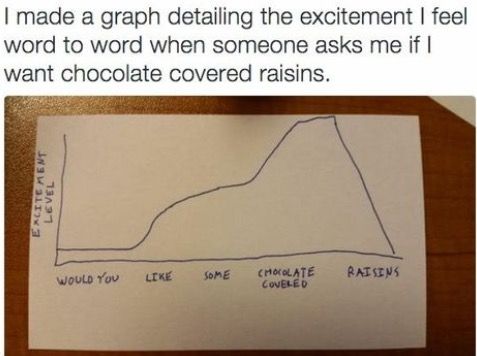 I made a graph detailing the excitement I feel
word to word when someone asks me if I
want chocolate covered raisins.
EXCITEMENT
LEVEL
WOULD YOU LIKE SOME CHOCOLATE RAISINS
COVERED